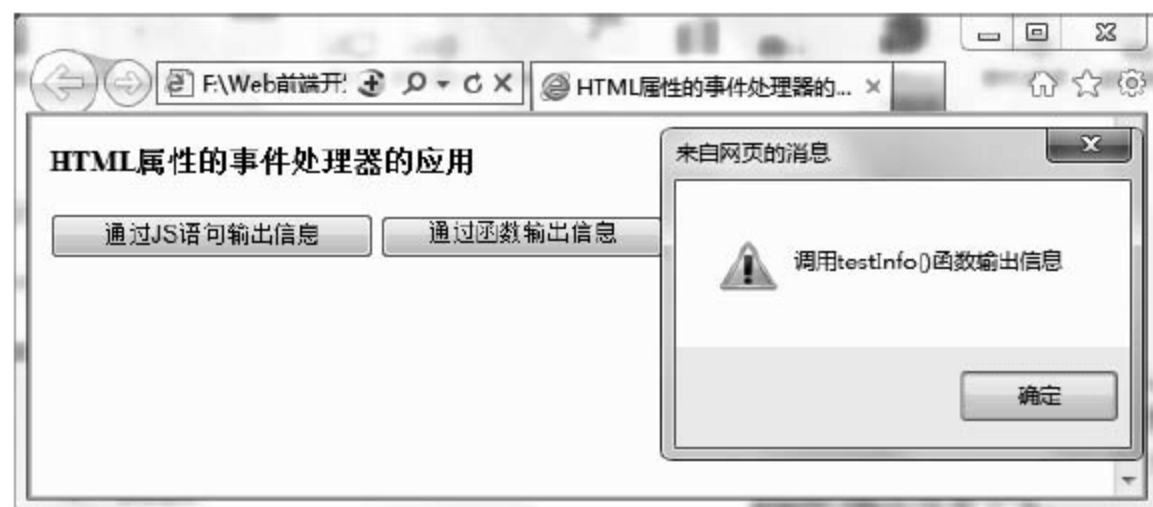 F:\Web前端开
HTML属性的事件处理器的... ×
HTML属性的事件处理器的应用
来自网页的消息
通过JS语句输出信息
通过函数输出信息
调用testInfo()函数输出信息
确定